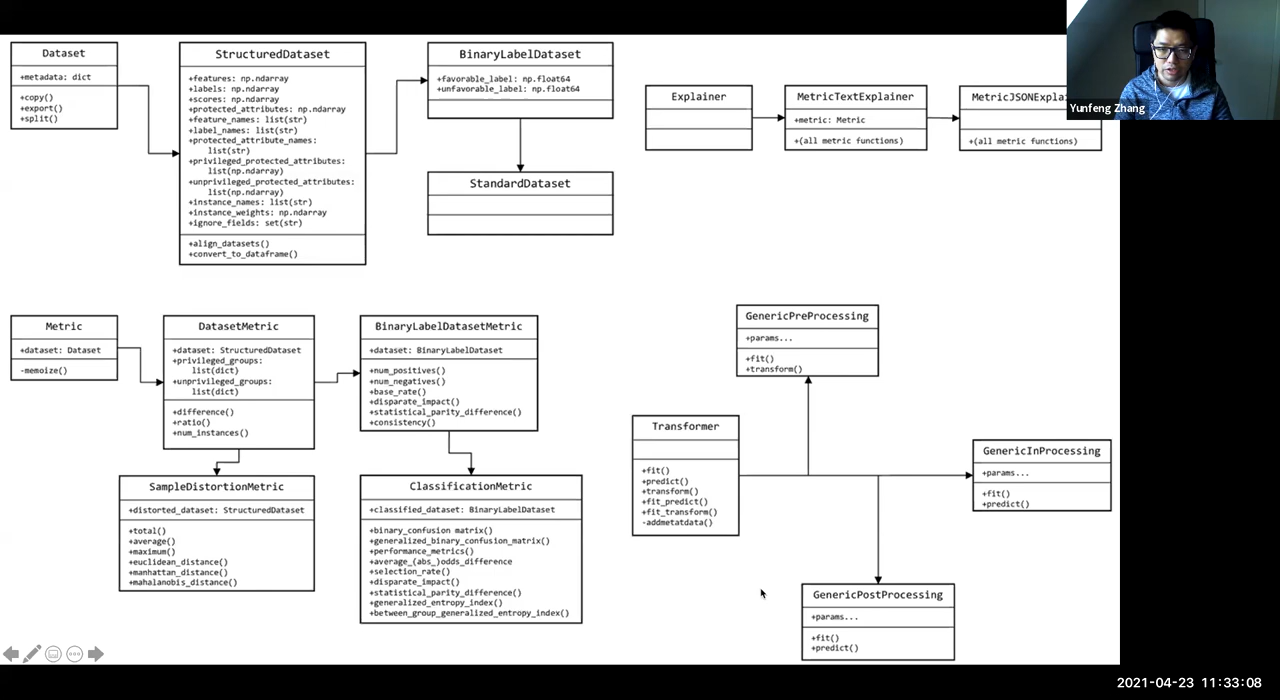 Dataset
+metadata: dict
+copy()
+export()
+split()
StructuredDataset
+features: np.ndarray
+labels: np.ndarray
+scores: np.ndarray
+protected_attributes: np.ndarray
+feature_names: list(str)
+label_names: list(str)
+protected_attribute_names:
list(str)
+privileged_protected_attributes:
list(np.ndarray)
+unprivileged_protected_attributes:
list(np.ndarray)
+instance_names: list(str)
+instance_weights: np.ndarray
+ignore_fields: set(str)
+align_datasets()
+convert_to_dataframe()
BinaryLabelDataset
+favorable_label: np.float64
+unfavorable_label: np.float64
StandardDataset
Explainer
MetricTextExplainer
+metric: Metric
+(all metric functions)
MetricJSONExplai
+(all metric functions)
Yunfeng Zhang
Metric
+dataset: Dataset
-memoize()
DatasetMetric
+dataset: StructuredDataset
+privileged_groups:
list(dict)
+unprivileged_groups:
list(dict)
+difference()
+ratio()
+num_instances()
BinaryLabelDatasetMetric
+dataset: BinaryLabelDataset
+num_positives()
+num_negatives()
+base_rate()
+disparate_impact()
+statistical_parity_difference()
+consistency()
SampleDistortionMetric
+distorted_dataset: StructuredDataset
+total()
+average()
+maximum()
+euclidean_distance()
+manhattan_distance()
+mahalanobis_distance()
ClassificationMetric
+classified_dataset: BinaryLabelDataset
+binary_confusion matrix()
+generalized_binary_confusion_matrix()
+performance_metrics()
+average_(abs_)odds_difference
+selection_rate()
+disparate_impact()
+statistical_parity_difference()
+generalized_entropy_index()
+between_group_generalized_entropy_index()
GenericPreProcessing
+params...
+fit()
+transform()
Transformer
+fit()
+predict()
+transform()
+fit_predict()
+fit_transform()
-addmetatdata()
GenericInProcessing
+params...
+fit()
+predict()
GenericPostProcessing
+params...
+fit()
+predict()
2021-04-23 11:33:08